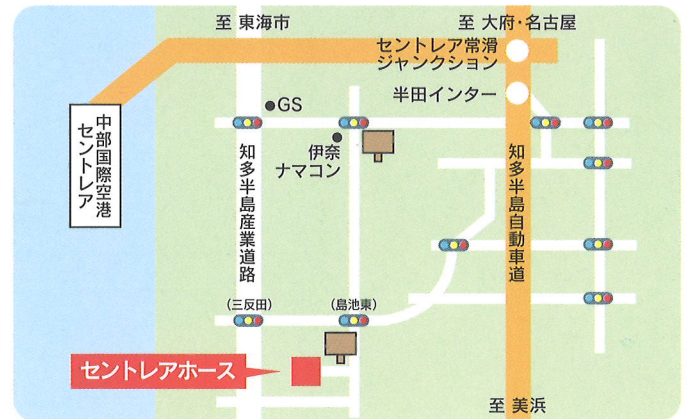 至 東海市
至 大府・名古屋
セントレア常滑
ジャンクション
半田インター
GS
中部国際空港
セントレア
伊奈
ナマコン
知多半島産業道路
知多半島自動車道
(三反田)
(島池東)
セントレアホース
至 美浜